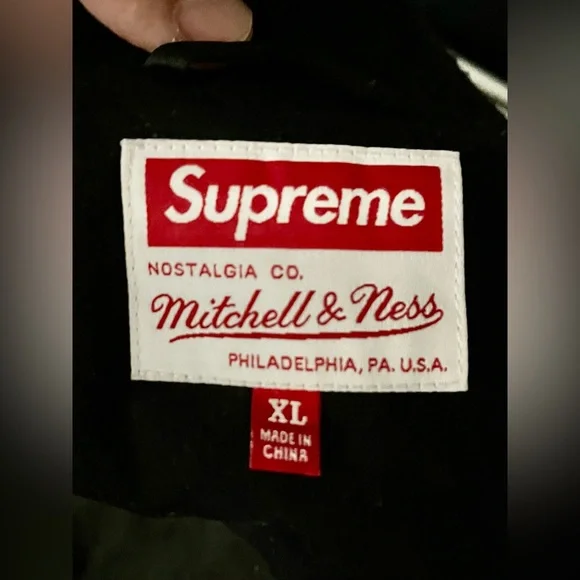 Supreme
NOSTALGIA CO.
Mitchell & Ness
PHILADELPHIA, PA. U.S.A.
XL
MADE IN
CHINA